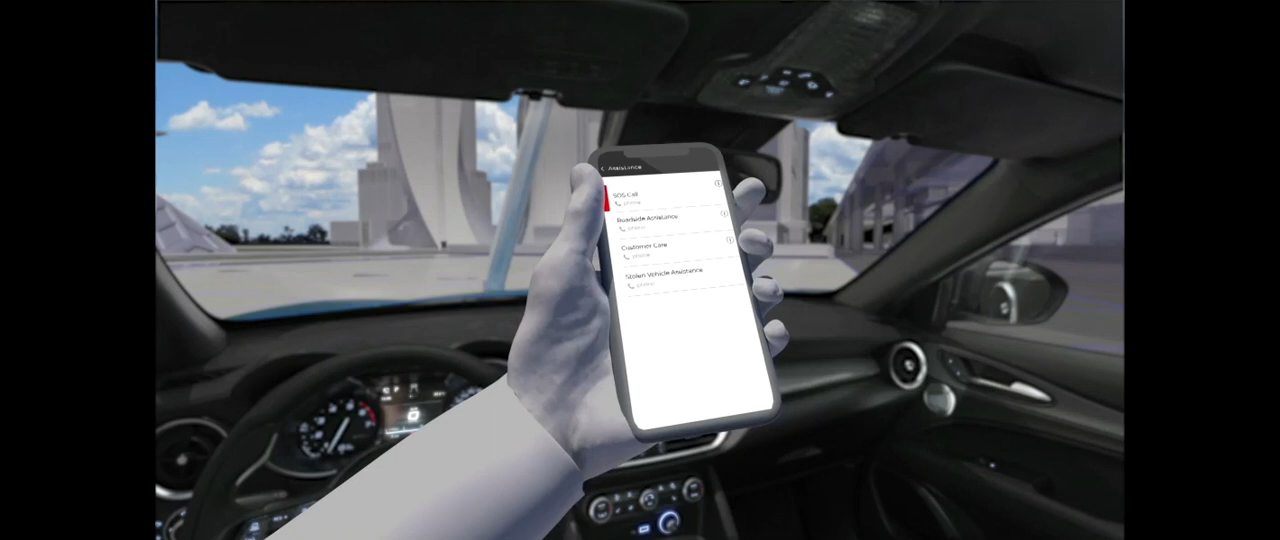 < Assistance
SOS Call
phone
Roadside Assistance
phone
Customer Care
phone
Stolen Vehicle Assistance
phone